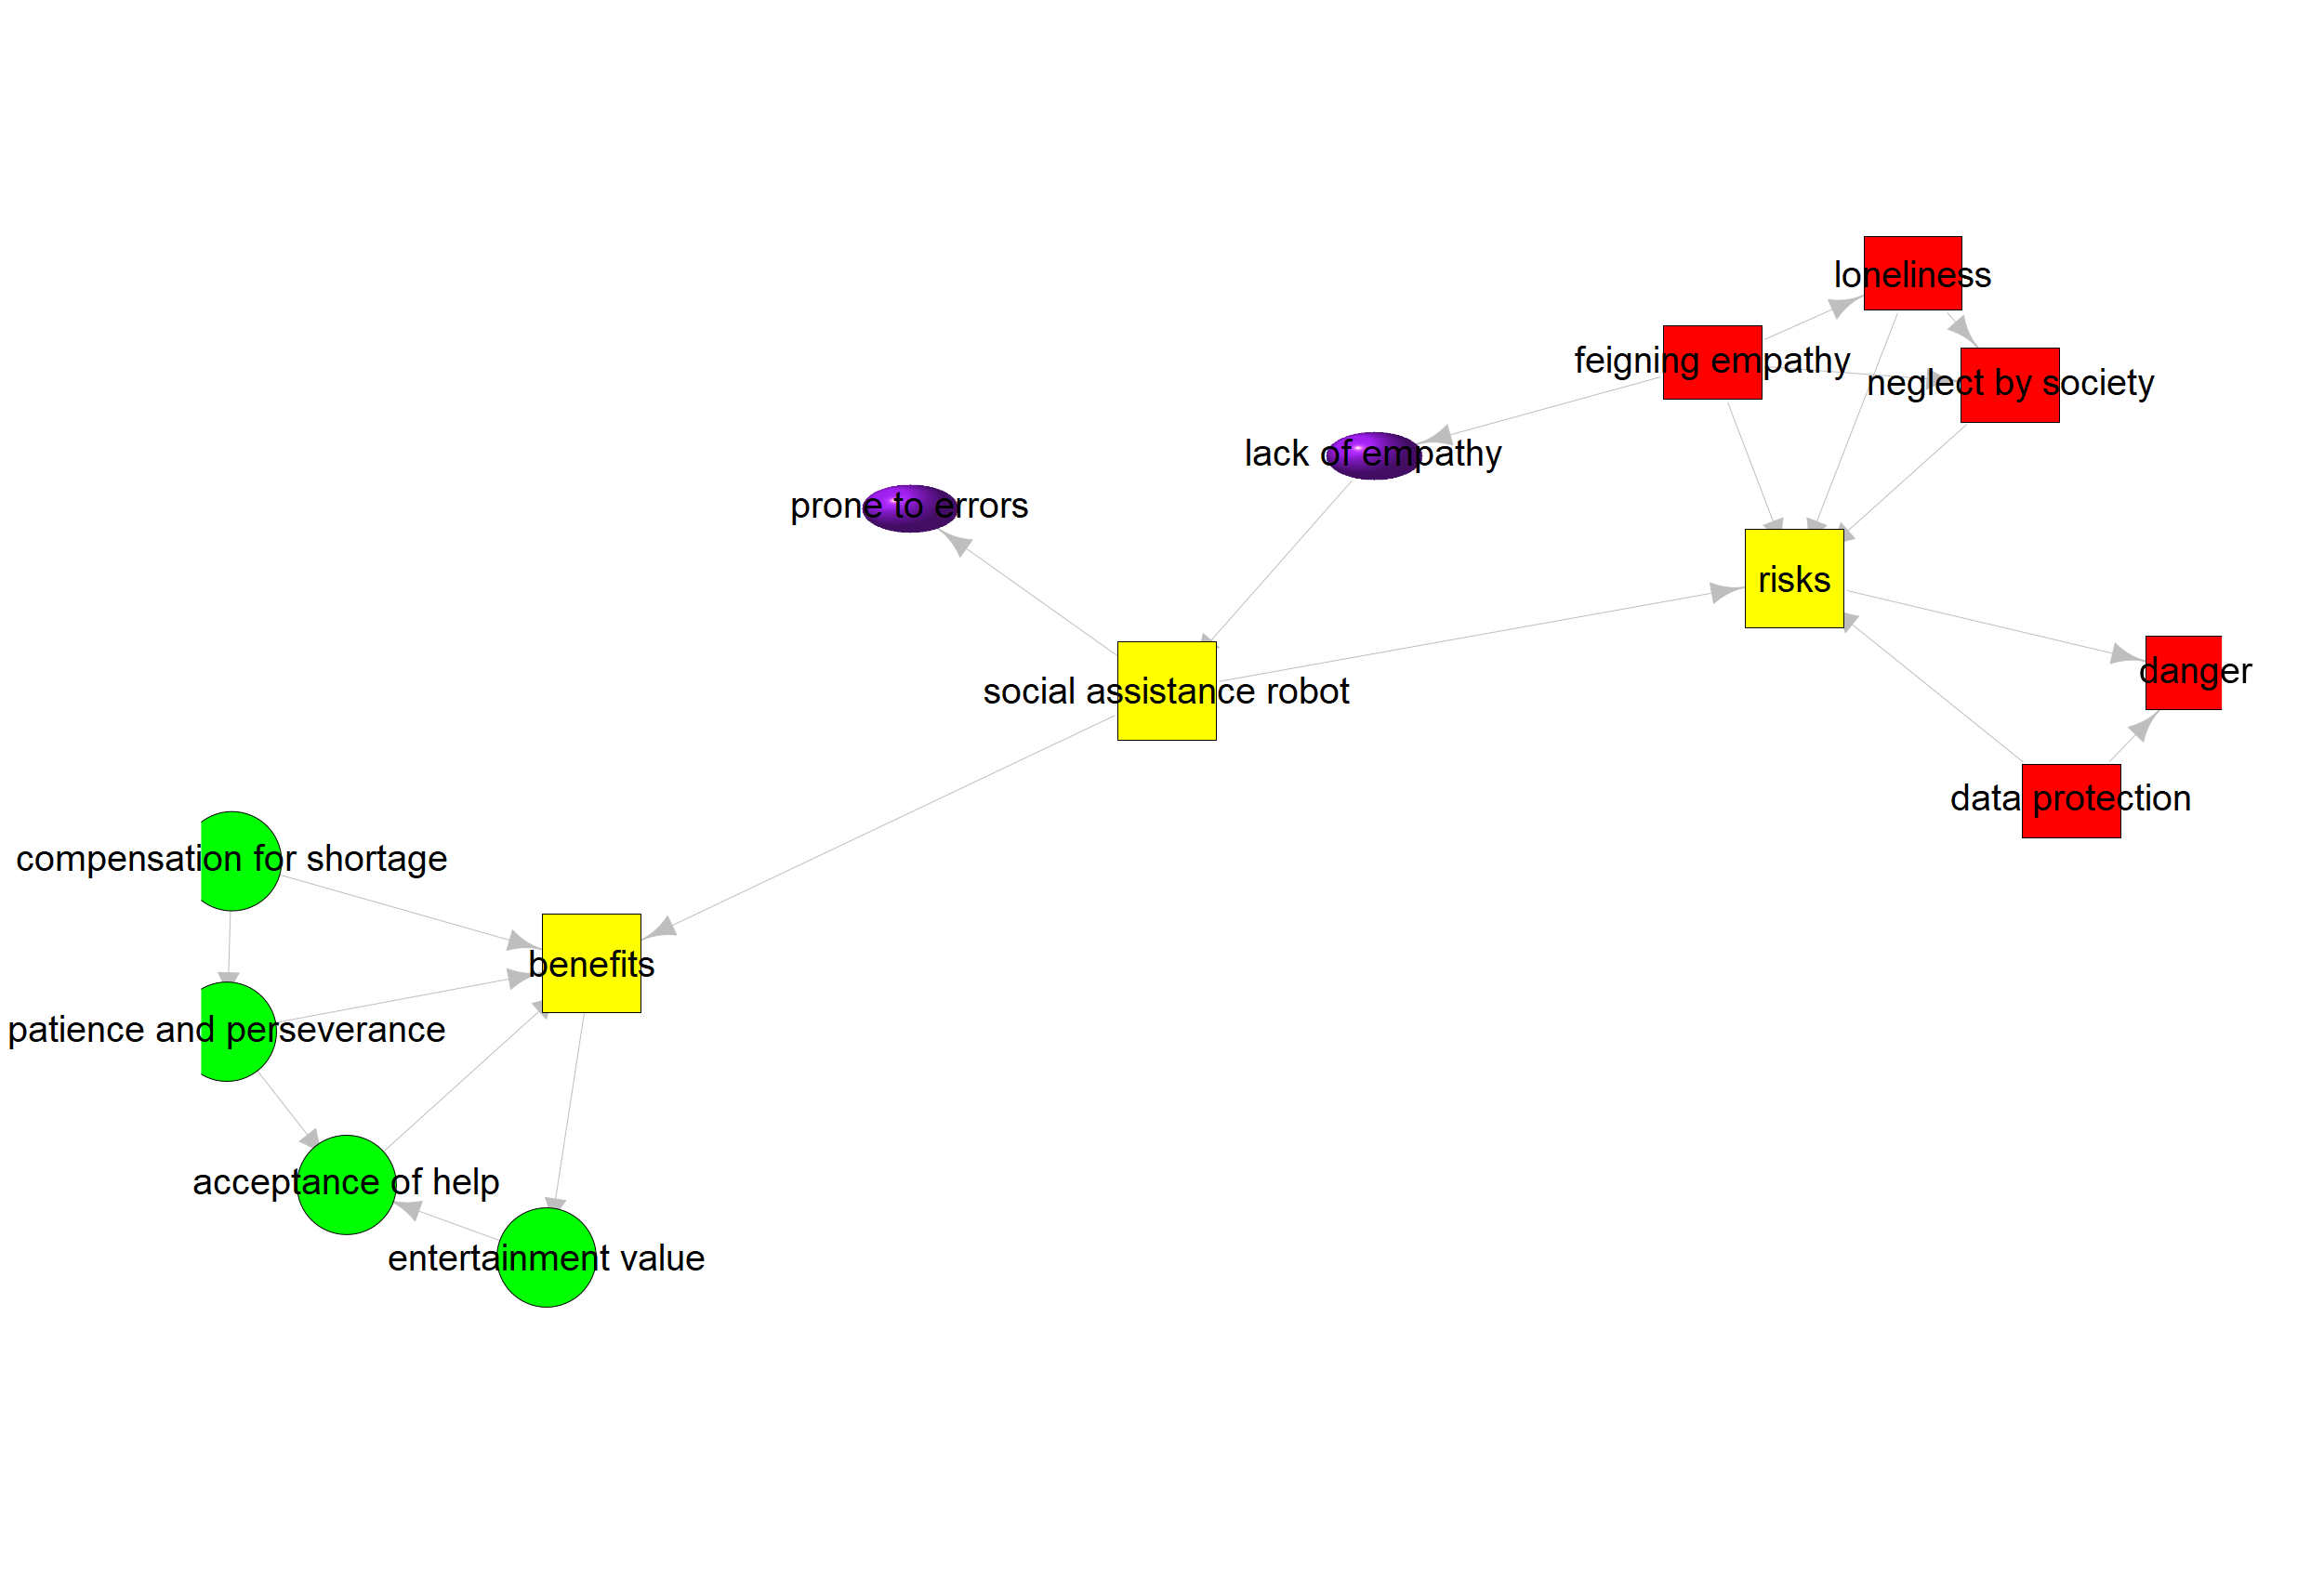 loneliness
feigning empathy
neglect by society
lack of empathy
prone to errors
risks
danger
social assistance robot
data protection
compensation for shortage
benefits
patience and perseverance
acceptance of help
entertainment value